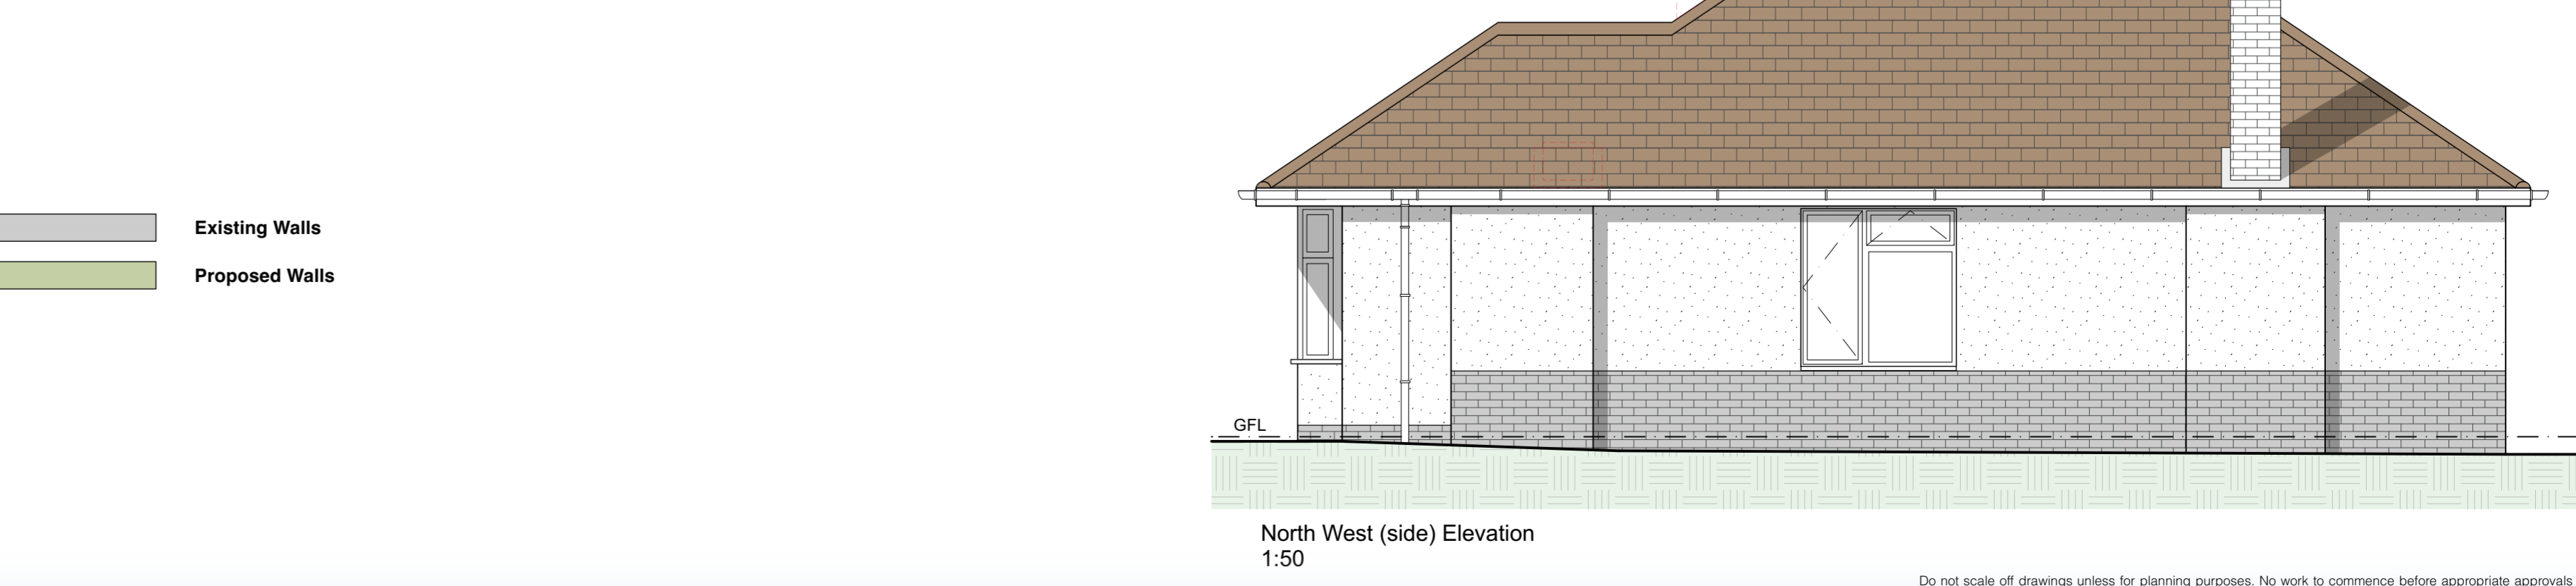 Existing Walls
Proposed Walls
GFL
North West (side) Elevation
1:50
Do not scale off drawings unless for planning purposes. No work to commence before appropriate approvals